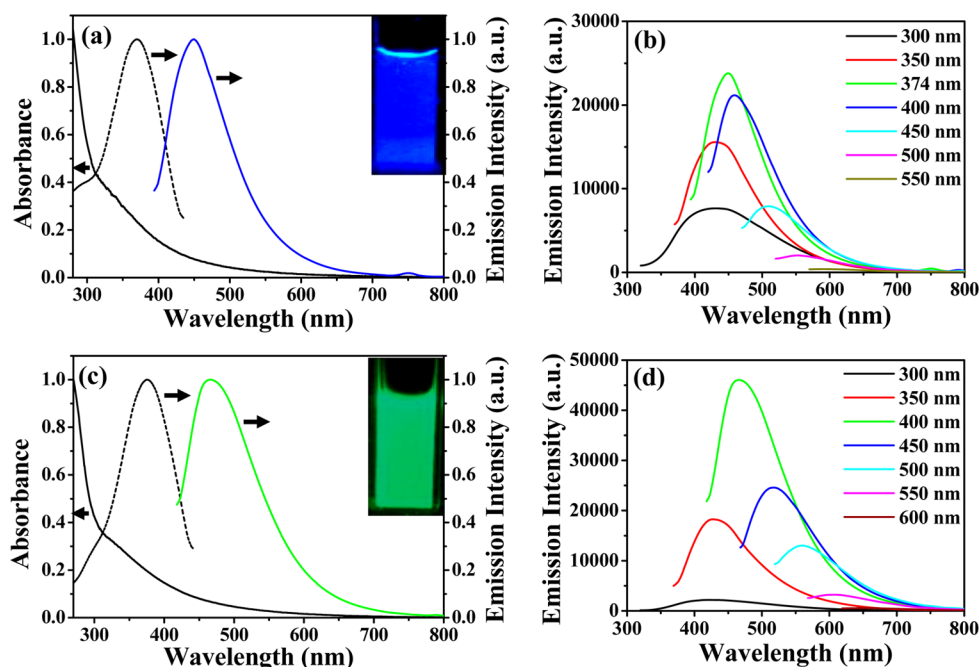 (a)
Absorbance
1.0
0.8
0.6
0.4
0.2
0.0
300 400 500 600 700 800
Wavelength (nm)
1.0
0.8
0.6
0.4
0.2
0.0
Emission Intensity (a.u.)
(b)
Emission Intensity (a.u.)
30000
20000
10000
0
300 400 500 600 700 800
Wavelength (nm)
300 nm
350 nm
374 nm
400 nm
450 nm
500 nm
550 nm
(c)
Absorbance
1.0
0.8
0.6
0.4
0.2
0.0
300 400 500 600 700 800
Wavelength (nm)
1.0
0.8
0.6
0.4
0.2
0.0
Emission Intensity (a.u.)
(d)
Emission Intensity (a.u.)
50000
40000
30000
20000
10000
0
300 400 500 600 700 800
Wavelength (nm)
300 nm
350 nm
400 nm
450 nm
500 nm
550 nm
600 nm